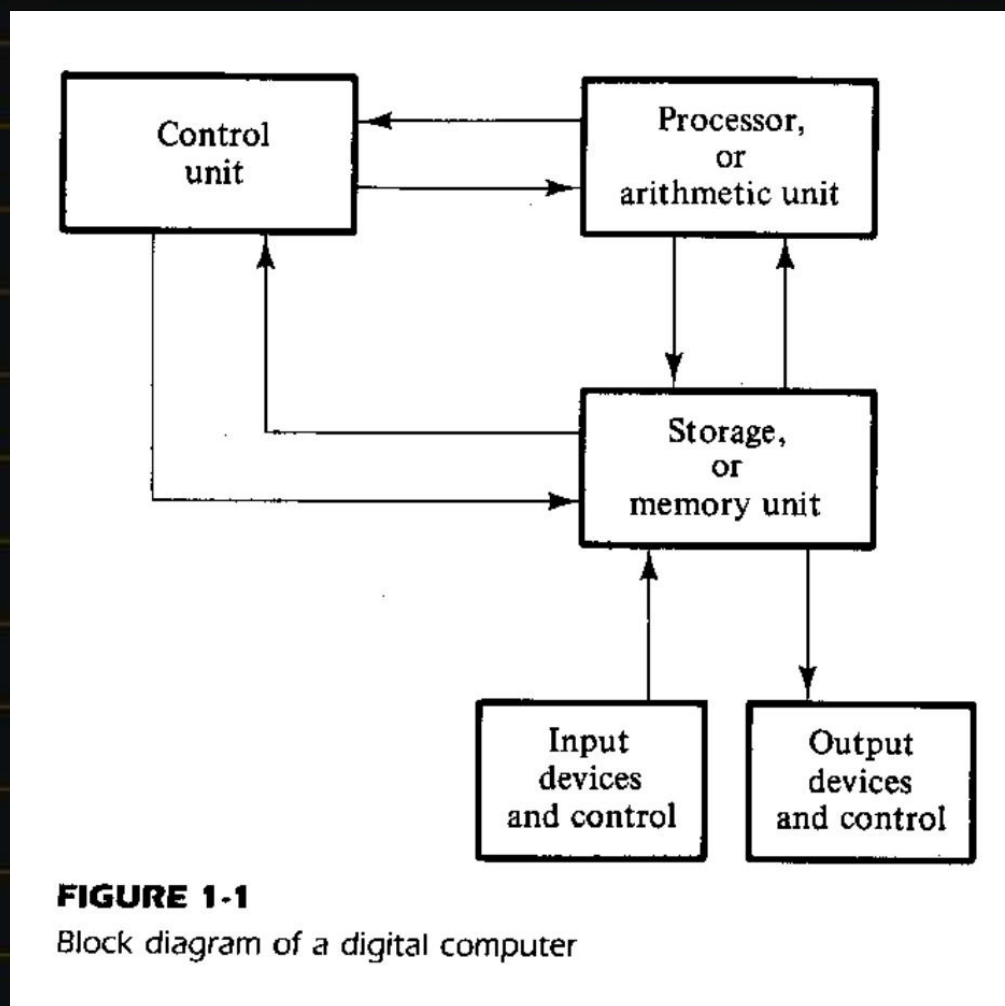 Control
unit
Processor,
or
arithmetic unit
Storage,
or
memory unit
Input
devices
and control
Output
devices
and control
FIGURE 1-1
Block diagram of a digital computer